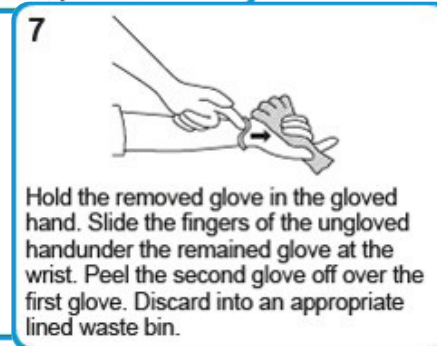 7
Hold the removed glove in the gloved
hand. Slide the fingers of the ungloved
handunder the remained glove at the
wrist. Peel the second glove off over the
first glove. Discard into an appropriate
lined waste bin.